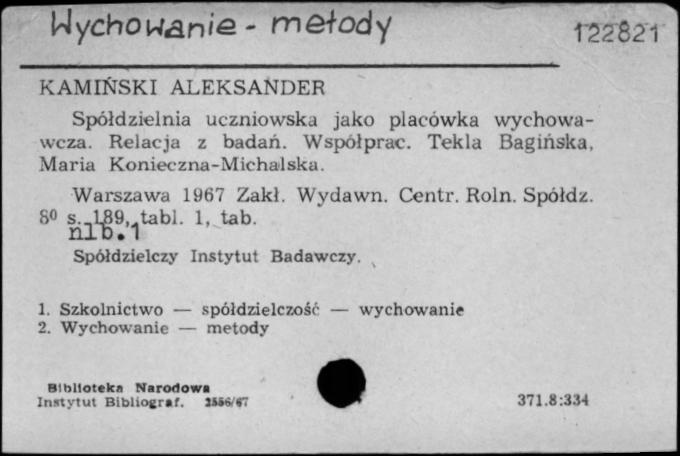 Wychowanie - metody
122821
KAMIŃSKI ALEKSANDER
Spółdzielnia uczniowska jako placówka wychowa-
wcza. Relacja z badań. Współprac. Tekla Bagińska,
Maria Konieczna-Michalska.
Warszawa 1967 Zakł. Wydawn. Centr. Roln. Spółdz.
8⁰ s. 189, tabl. 1, tab.
nlb.1
Spółdzielczy Instytut Badawczy.
1. Szkolnictwo — spółdzielczość — wychowanie
2. Wychowanie — metody
Biblioteka Narodowa
Instytut Bibliograf. 2556/67
371.8:334